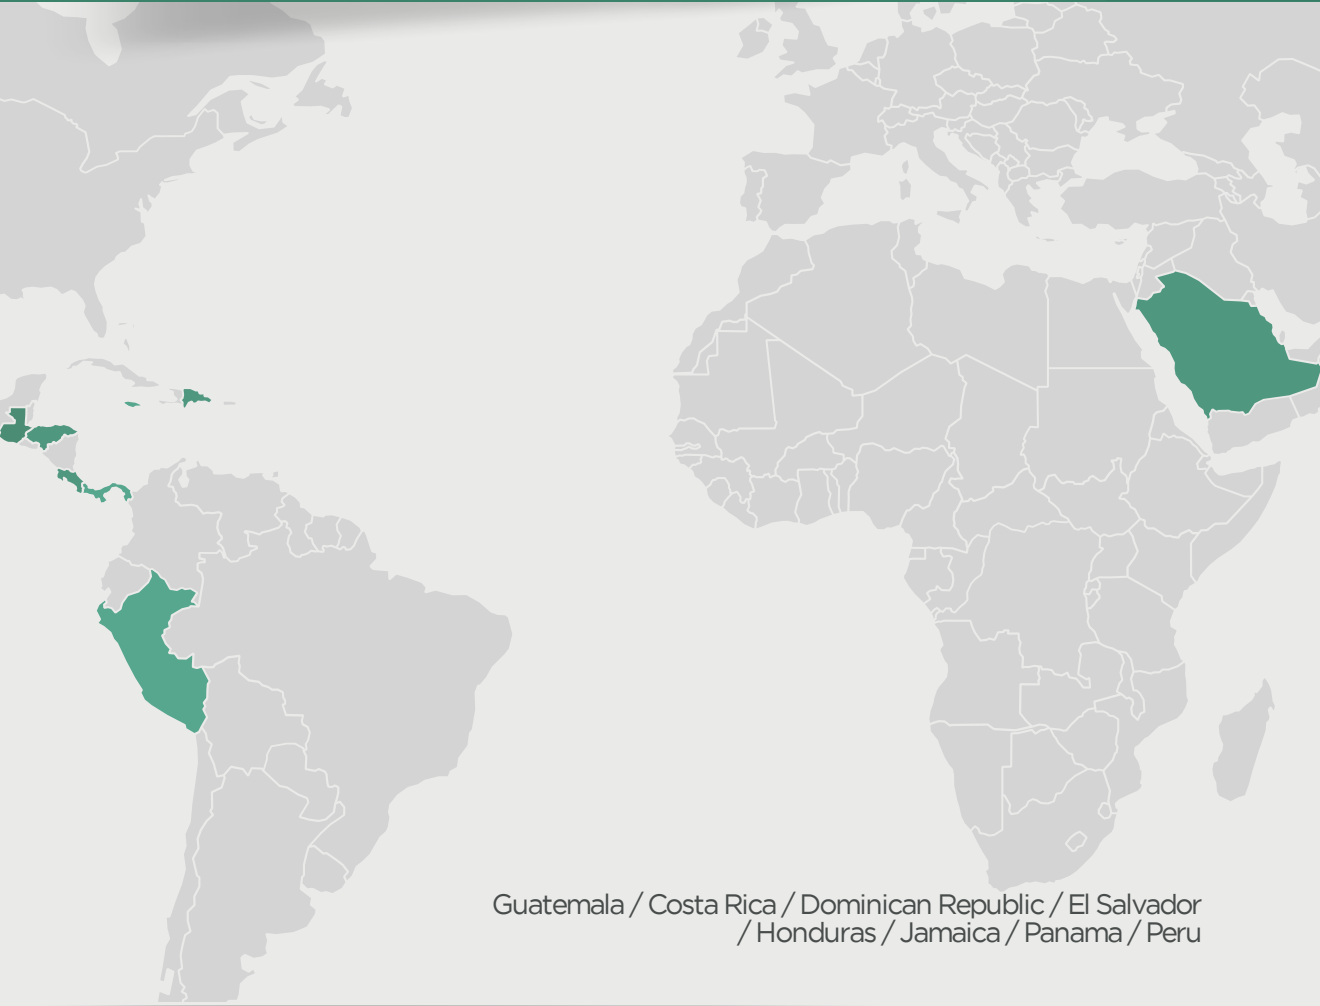 Guatemala / Costa Rica / Dominican Republic / El Salvador
/ Honduras / Jamaica / Panama / Peru